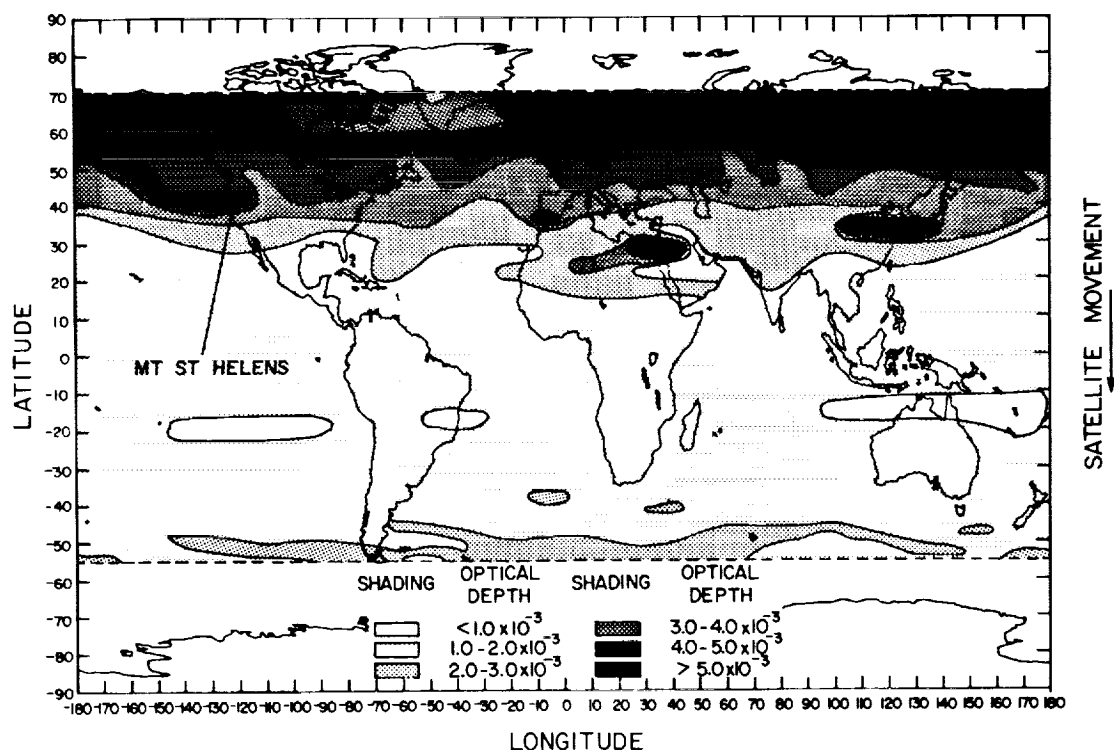 90
80
70
60
50
40
30
20
10
0
-10
-20
-30
-40
-50
-60
-70
-80
-90
LATITUDE
MT ST HELENS
SATELLITE MOVEMENT
SHADING OPTICAL DEPTH SHADING OPTICAL DEPTH
<1.0x10⁻³ 3.0-4.0x10⁻³
1.0-2.0x10⁻³ 4.0-5.0x10⁻³
2.0-3.0x10⁻³ >5.0x10⁻³
-180 -170 -160 -150 -140 -130 -120 -110 -100 -90 -80 -70 -60 -50 -40 -30 -20 -10 0 10 20 30 40 50 60 70 80 90 100 110 120 130 140 150 160 170 180
LONGITUDE